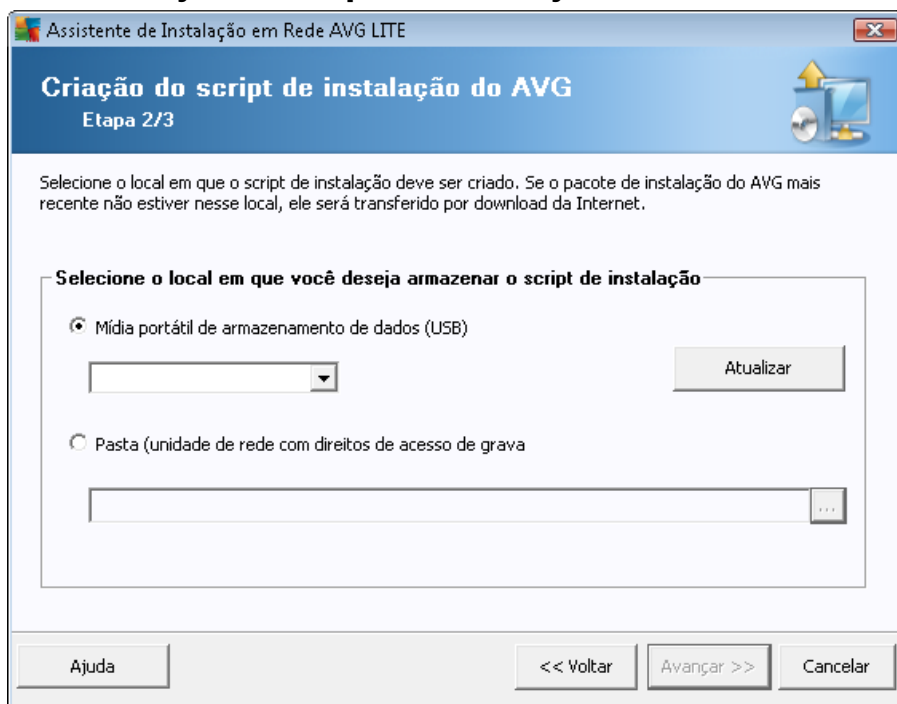 Assistente de Instalação em Rede AVG LITE
Criação do script de instalação do AVG
Etapa 2/3
Selecione o local em que o script de instalação deve ser criado. Se o pacote de instalação do AVG mais
recente não estiver nesse local, ele será transferido por download da Internet.
Selecione o local em que você deseja armazenar o script de instalação
Mídia portátil de armazenamento de dados (USB)
Atualizar
Pasta (unidade de rede com direitos de acesso de grava
...
Ajuda
<< Voltar
Avançar >>
Cancelar